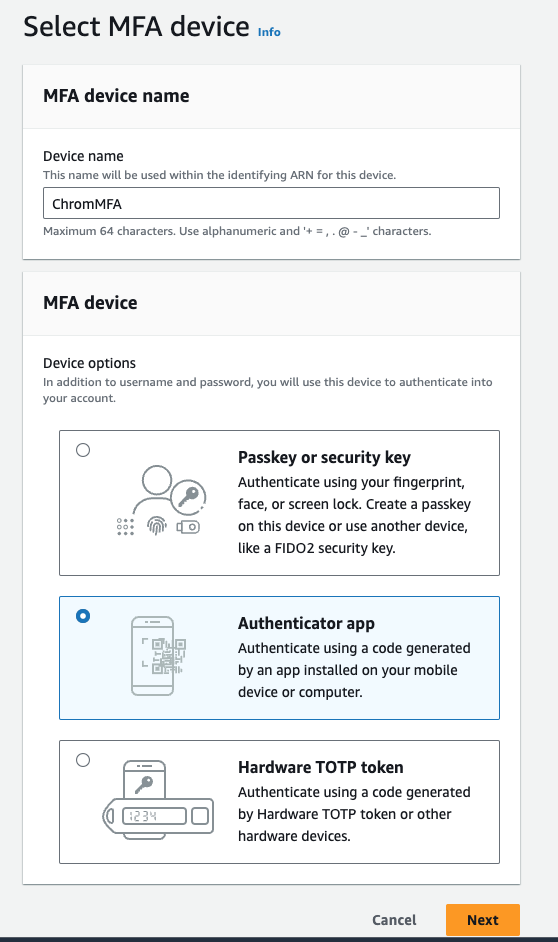 Select MFA device Info
MFA device name
Device name
This name will be used within the identifying ARN for this device.
ChromMFA
Maximum 64 characters. Use alphanumeric and '+ = , . @ - _' characters.
MFA device
Device options
In addition to username and password, you will use this device to authenticate into
your account.
Passkey or security key
Authenticate using your fingerprint,
face, or screen lock. Create a passkey
on this device or use another device,
like a FIDO2 security key.
Authenticator app
Authenticate using a code generated
by an app installed on your mobile
device or computer.
Hardware TOTP token
Authenticate using a code generated
by Hardware TOTP token or other
hardware devices.
1234
Cancel
Next